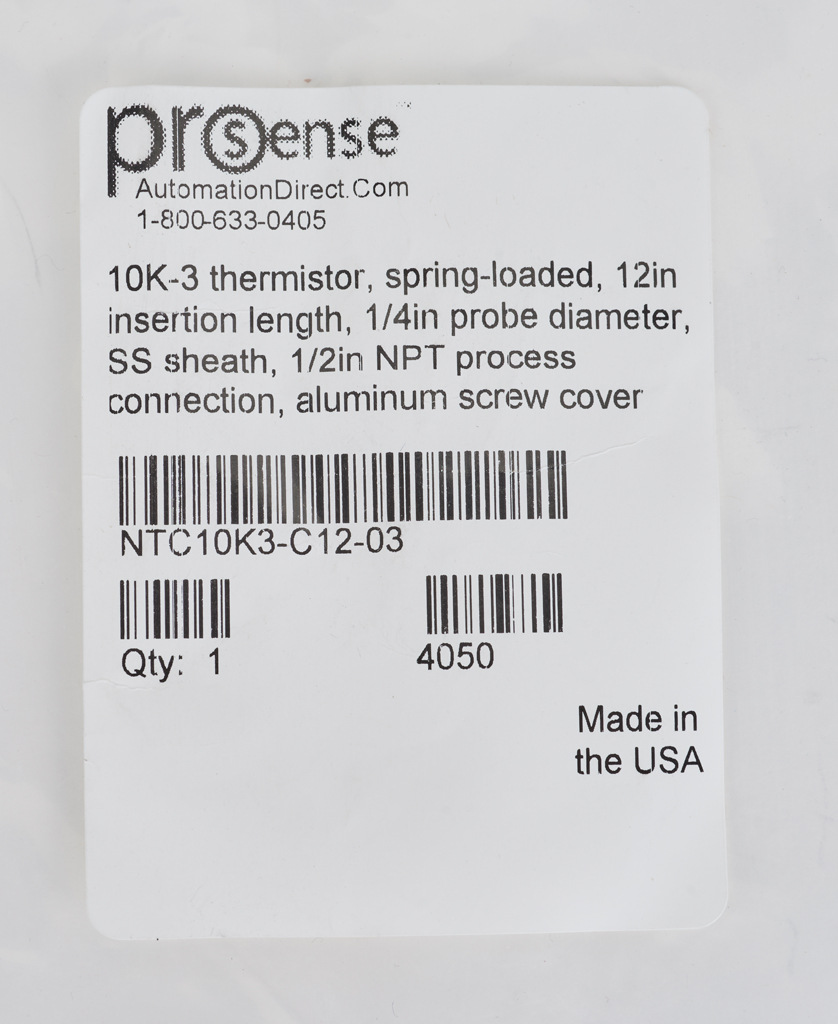 prosense
AutomationDirect.Com
1-800-633-0405
10K-3 thermistor, spring-loaded, 12in
insertion length, 1/4in probe diameter,
SS sheath, 1/2in NPT process
connection, aluminum screw cover
NTC10K3-C12-03
Qty: 1
4050
Made in
the USA